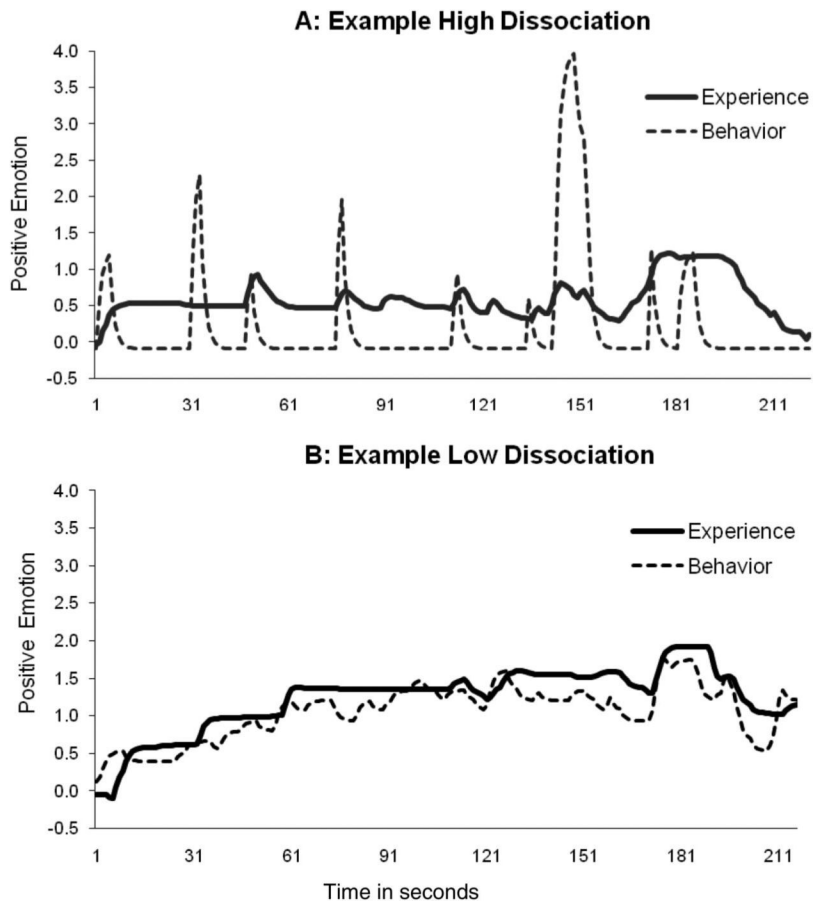 A: Example High Dissociation
4.0
3.5
3.0
2.5
2.0
1.5
1.0
0.5
0.0
-0.5
Positive Emotion
Experience
Behavior
1 31 61 91 121 151 181 211
B: Example Low Dissociation
4.0
3.5
3.0
2.5
2.0
1.5
1.0
0.5
0.0
-0.5
Positive Emotion
Experience
Behavior
1 31 61 91 121 151 181 211
Time in seconds